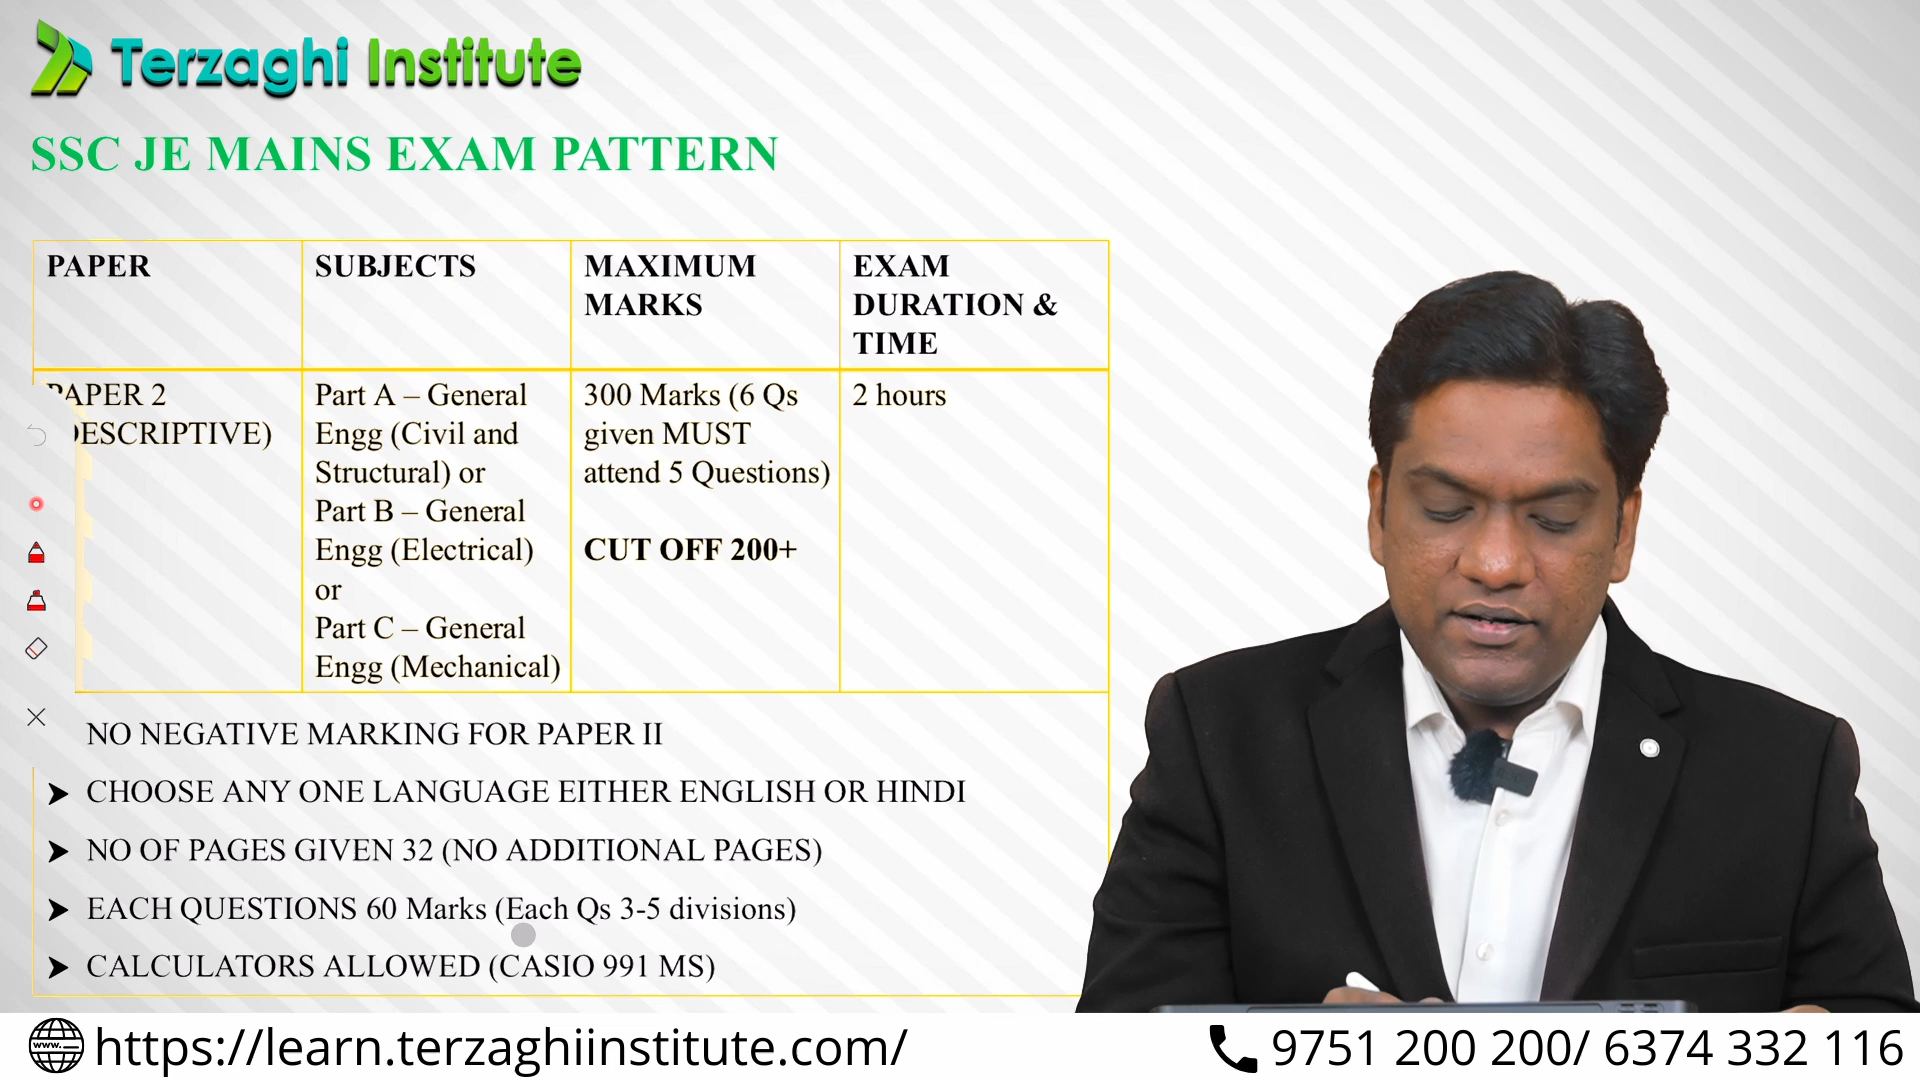 Terzaghi Institute
SSC JE MAINS EXAM PATTERN
PAPER
SUBJECTS
MAXIMUM
MARKS
EXAM
DURATION &
TIME
PAPER 2
DESCRIPTIVE)
Part A – General
Engg (Civil and
Structural) or
Part B – General
Engg (Electrical)
or
Part C – General
Engg (Mechanical)
300 Marks (6 Qs
given MUST
attend 5 Questions)
CUT OFF 200+
2 hours
NO NEGATIVE MARKING FOR PAPER II
➤ CHOOSE ANY ONE LANGUAGE EITHER ENGLISH OR HINDI
➤ NO OF PAGES GIVEN 32 (NO ADDITIONAL PAGES)
➤ EACH QUESTIONS 60 Marks (Each Qs 3-5 divisions)
➤ CALCULATORS ALLOWED (CASIO 991 MS)
www. https://learn.terzaghiinstitute.com/
9751 200 200/ 6374 332 116